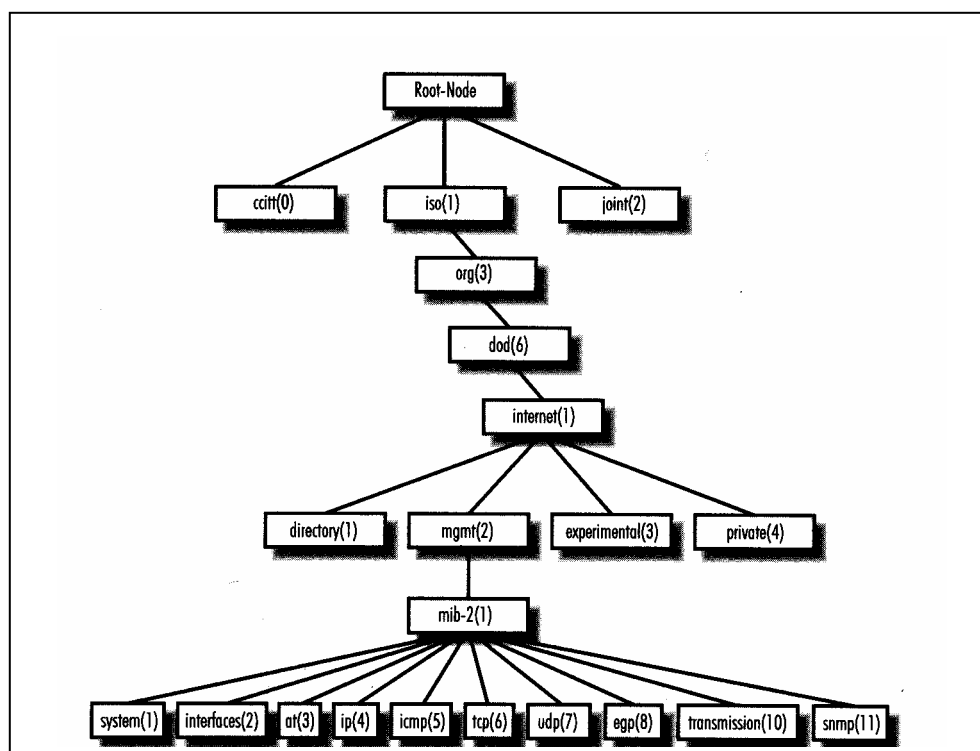 Root-Node
ccitt(0) iso(1) joint(2)
org(3)
dod(6)
internet(1)
directory(1) mgmt(2) experimental(3) private(4)
mib-2(1)
system(1) interfaces(2) at(3) ip(4) icmp(5) tcp(6) udp(7) egp(8) transmission(10) snmp(11)